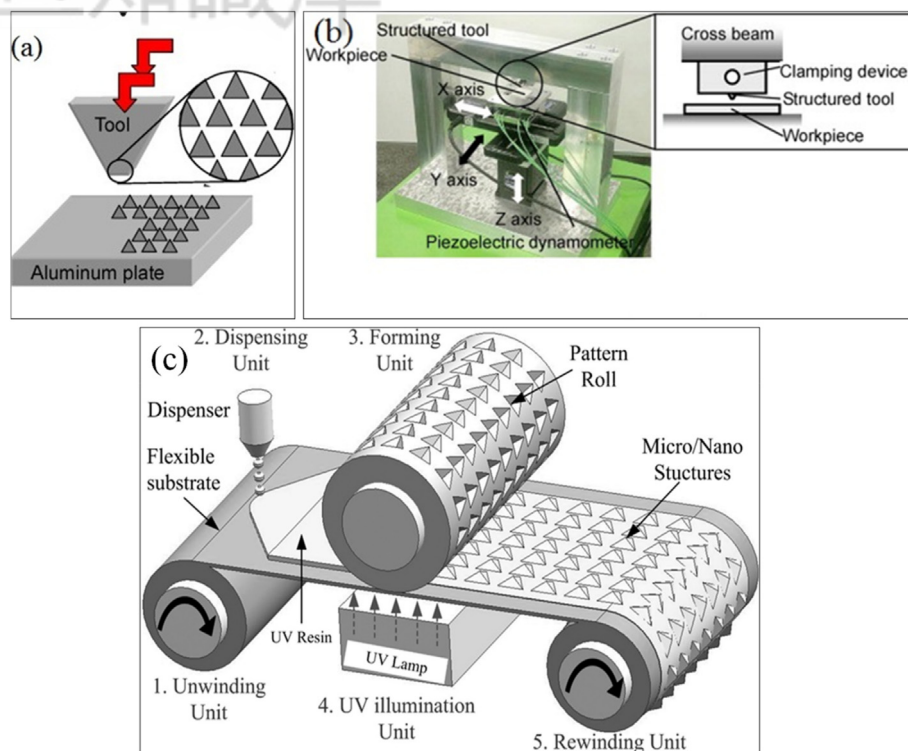 (a)
Tool
Aluminum plate
(b)
Structured tool
Workpiece
X axis
Y axis
Z axis
Piezoelectric dynamometer
Cross beam
Clamping device
Structured tool
Workpiece
(c)
2. Dispensing
Unit
3. Forming
Unit
Pattern
Roll
Dispenser
Flexible
substrate
Micro/Nano
Stuctures
UV Resin
UV Lamp
1. Unwinding
Unit
4. UV illumination
Unit
5. Rewinding Unit